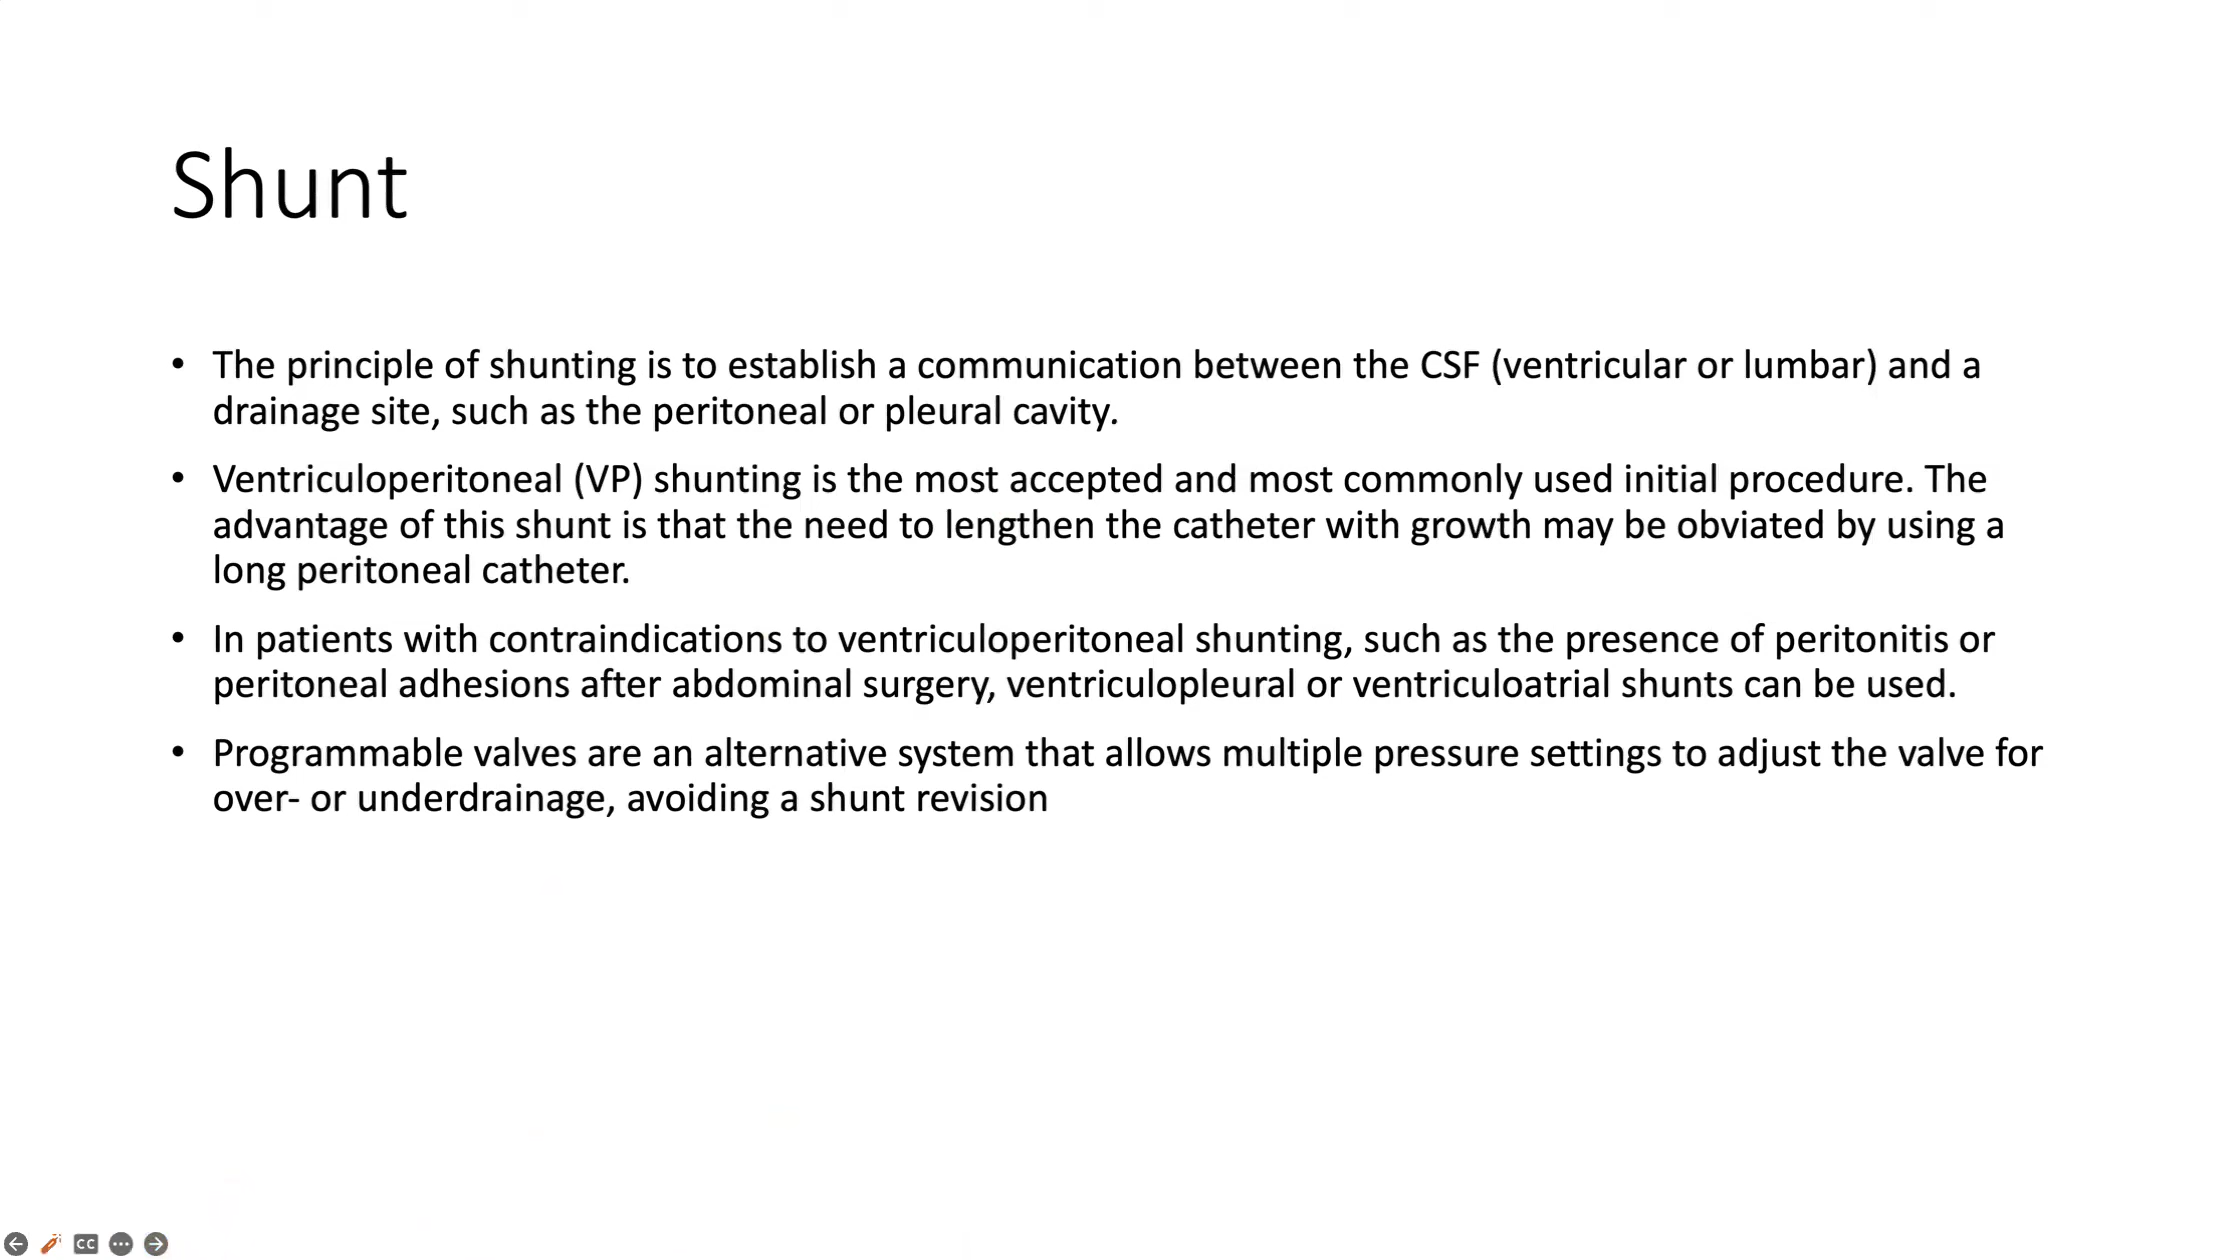 Shunt
• The principle of shunting is to establish a communication between the CSF (ventricular or lumbar) and a
drainage site, such as the peritoneal or pleural cavity.
• Ventriculoperitoneal (VP) shunting is the most accepted and most commonly used initial procedure. The
advantage of this shunt is that the need to lengthen the catheter with growth may be obviated by using a
long peritoneal catheter.
• In patients with contraindications to ventriculoperitoneal shunting, such as the presence of peritonitis or
peritoneal adhesions after abdominal surgery, ventriculopleural or ventriculoatrial shunts can be used.
• Programmable valves are an alternative system that allows multiple pressure settings to adjust the valve for
over- or underdrainage, avoiding a shunt revision
CC